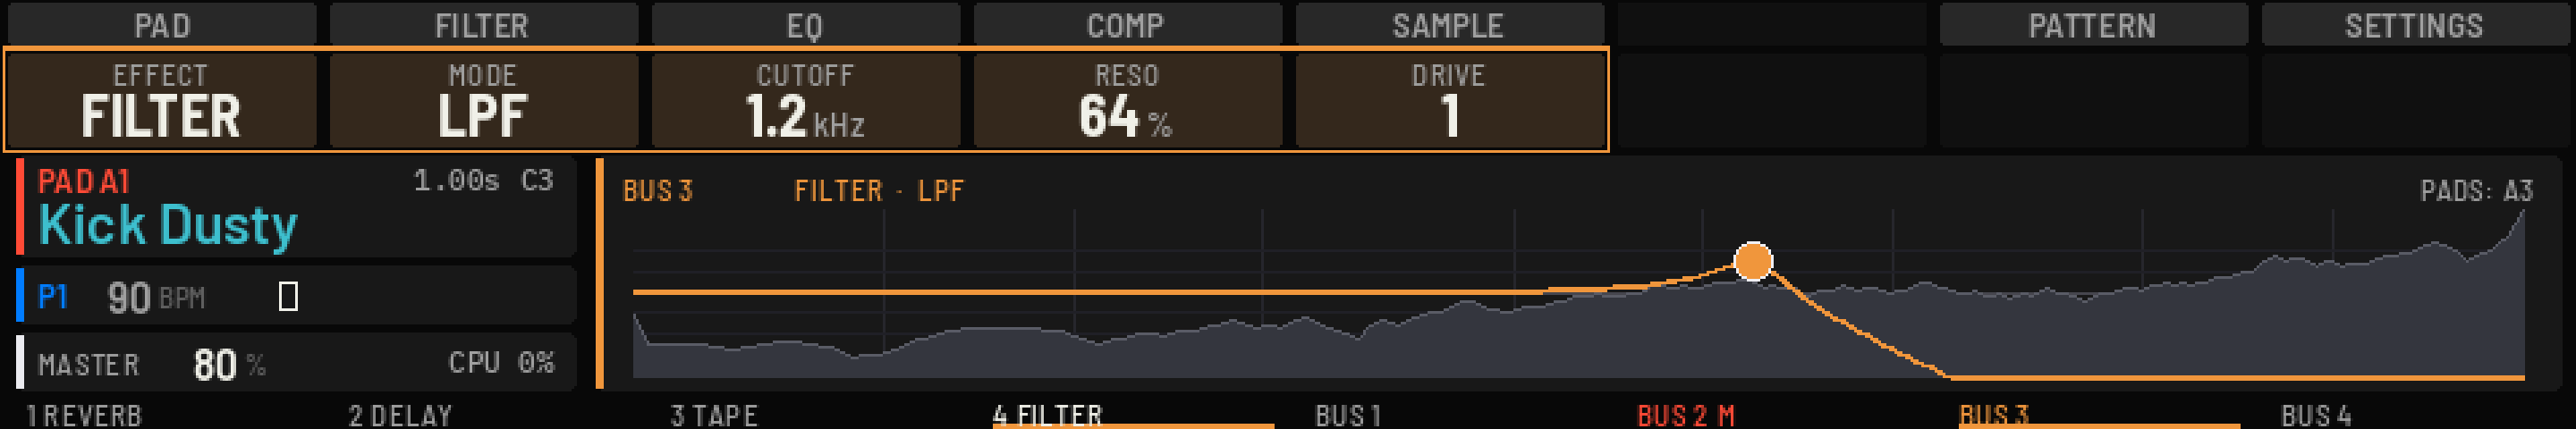 PAD FILTER EQ COMP SAMPLE PATTERN SETTINGS
EFFECT MODE CUTOFF RESO DRIVE
FILTER LPF 1.2 kHz 64 % 1
PAD A1 1.00s C3
Kick Dusty
BUS 3 FILTER · LPF PADS: A3
P1 90 BPM
MASTER 80 % CPU 0%
1 REVERB 2 DELAY 3 TAPE 4 FILTER BUS 1 BUS 2 M BUS 3 BUS 4